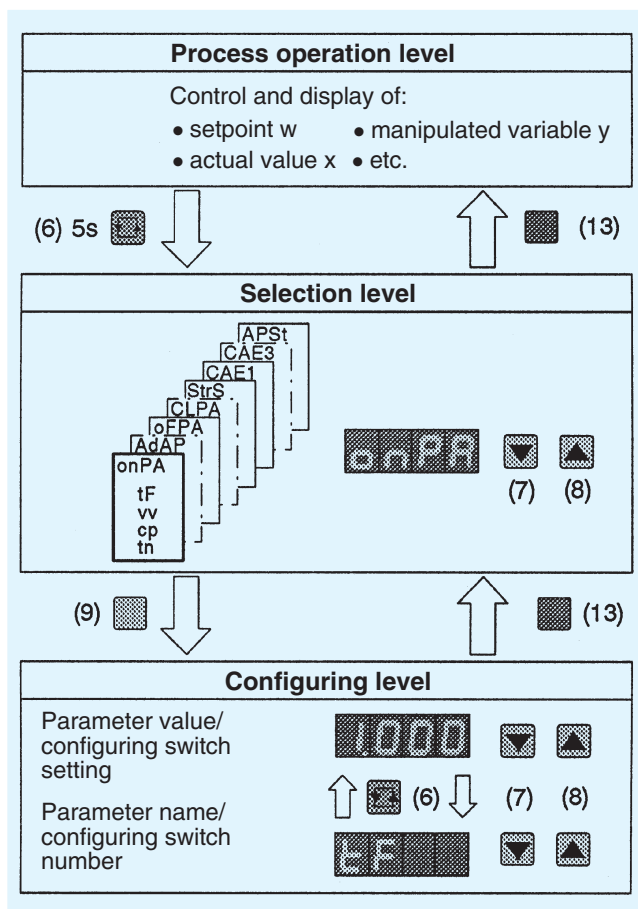 Process operation level
Control and display of:
• setpoint w • manipulated variable y
• actual value x • etc.
(6) 5s (13)
Selection level
APSt
CAE3
CAE1
StrS
CLPA
oFPA
AdAP
onPA
tF
vv
cp
tn
onPA
(7) (8)
(9) (13)
Configuring level
Parameter value/
configuring switch
setting
1.000
(6) (7) (8)
Parameter name/
configuring switch
number
tF